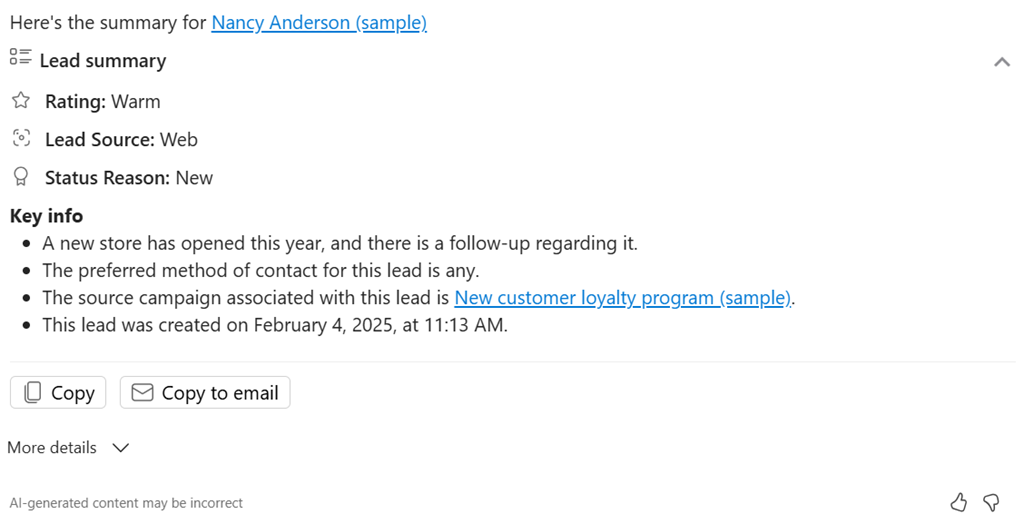 Here's the summary for Nancy Anderson (sample)
Lead summary
Rating: Warm
Lead Source: Web
Status Reason: New
Key info
• A new store has opened this year, and there is a follow-up regarding it.
• The preferred method of contact for this lead is any.
• The source campaign associated with this lead is New customer loyalty program (sample).
• This lead was created on February 4, 2025, at 11:13 AM.
Copy Copy to email
More details
AI-generated content may be incorrect